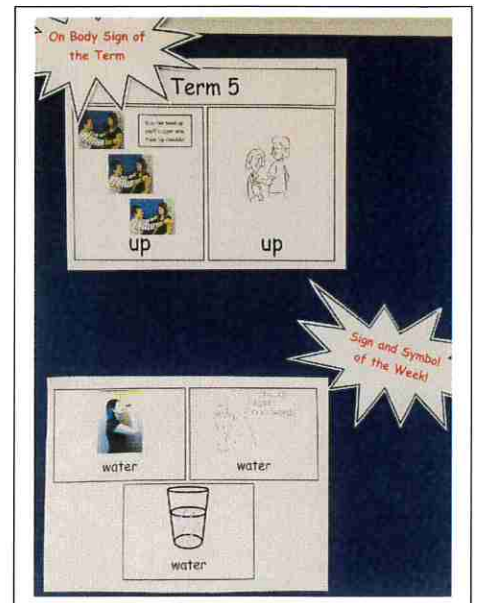 On Body Sign of
the Term
Term 5
up
up
Sign and Symbol
of the Week!
water
water
water